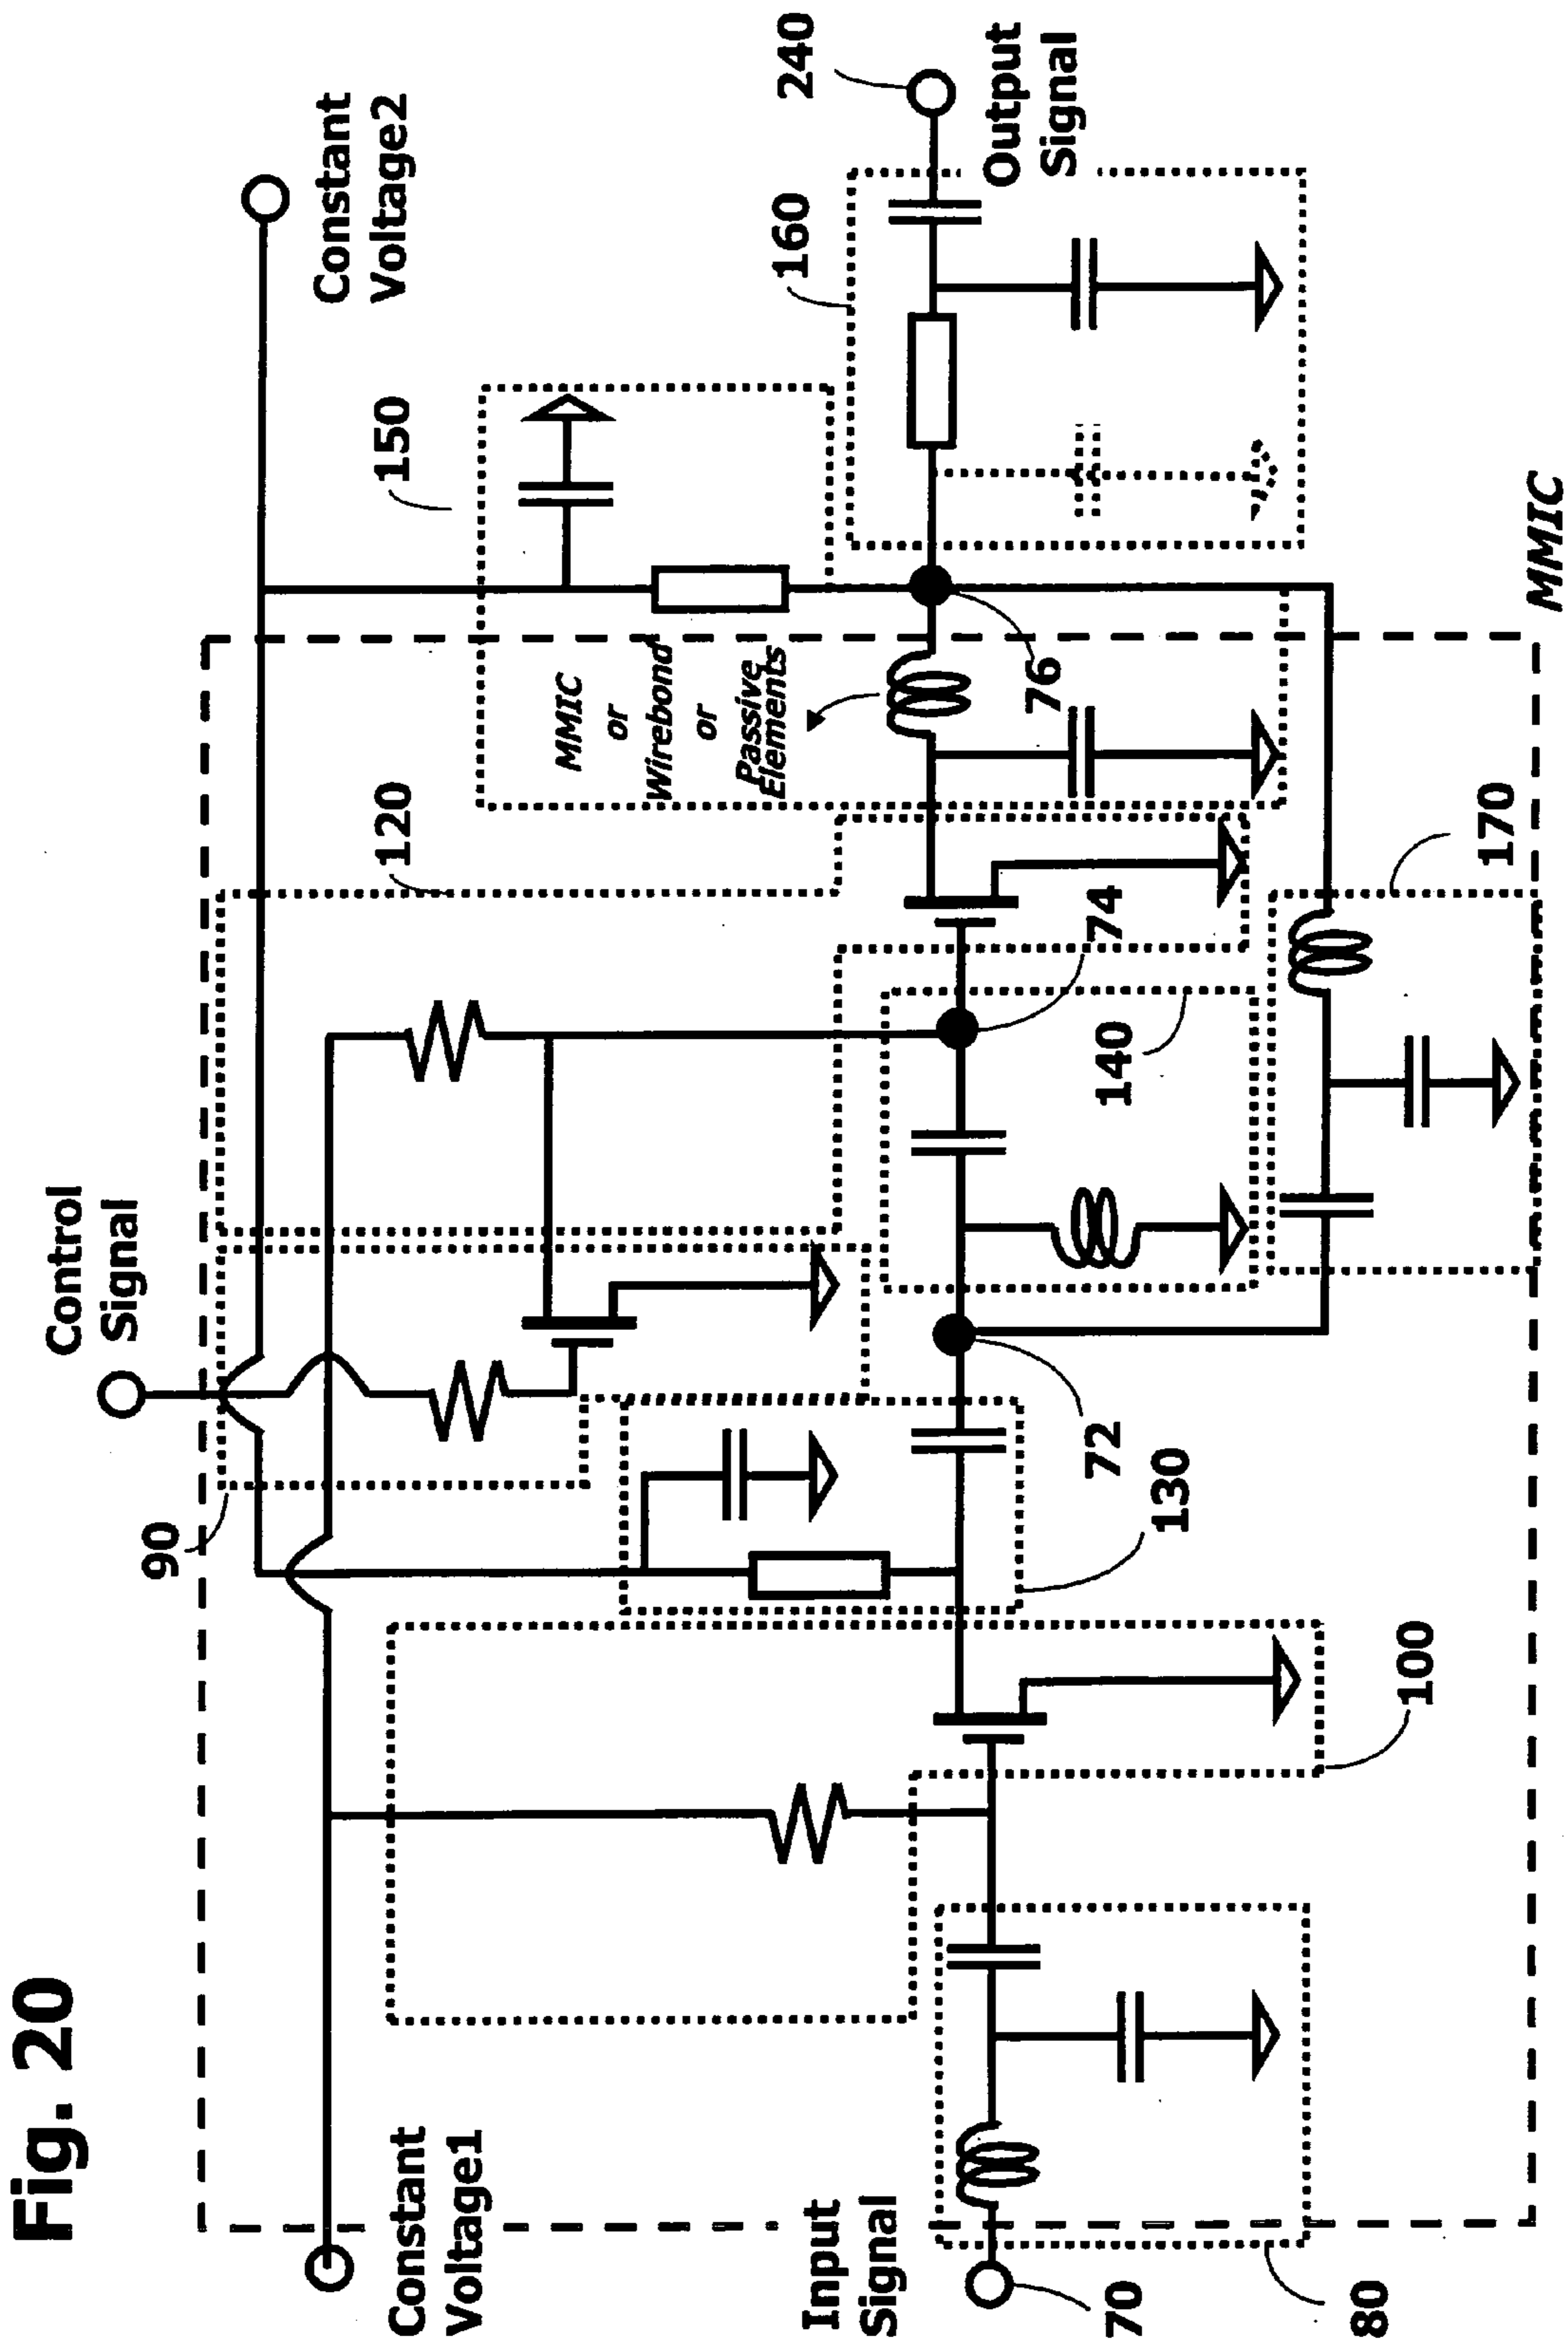 Fig. 20
Control
Signal
Constant
Voltage2
90
120
150
MMIC
or
Wirebond
or
Passive
Elements
160
240
Output
Signal
Constant
Voltage1
Input
Signal
70
80
100
130
72
140
74
76
170
MMIC